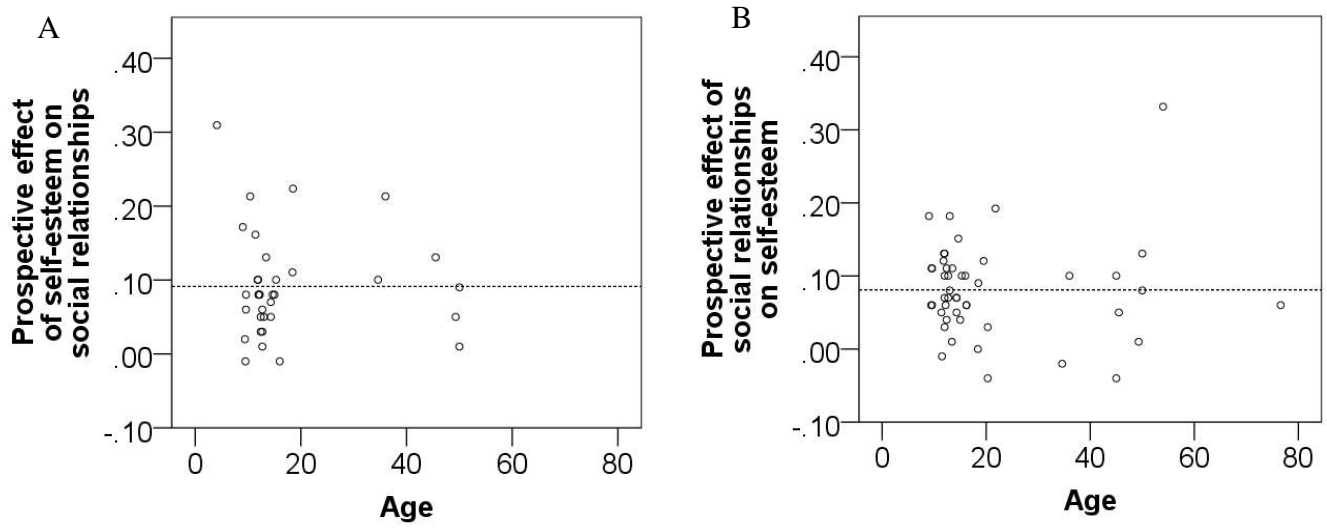 A
Prospective effect
of self-esteem on
social relationships
.40
.30
.20
.10
.00
-.10
0 20 40 60 80
Age
B
Prospective effect of
social relationships
on self-esteem
.40
.30
.20
.10
.00
-.10
0 20 40 60 80
Age